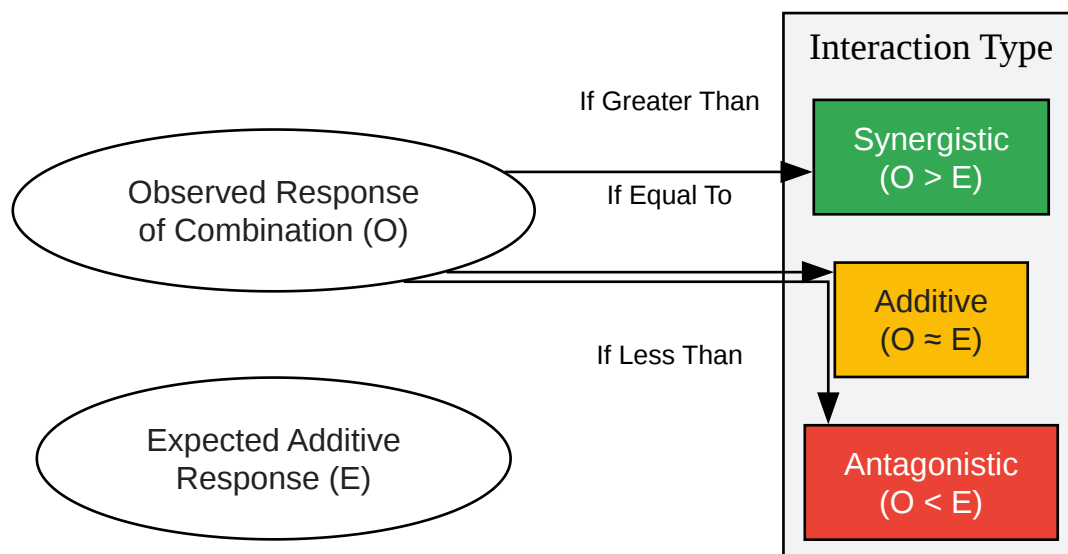 Interaction Type
If Greater Than
Synergistic
(O > E)
Observed Response
of Combination (O)
If Equal To
Additive
(O ≈ E)
If Less Than
Expected Additive
Response (E)
Antagonistic
(O < E)